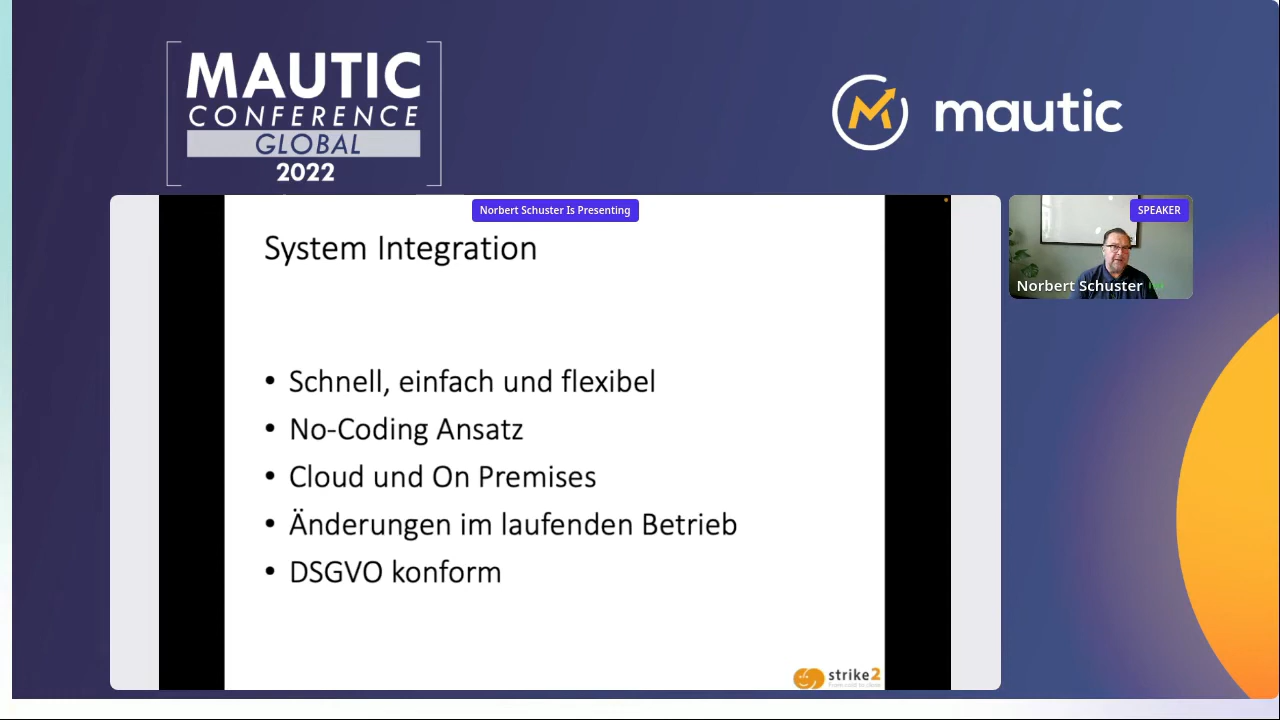 MAUTIC
CONFERENCE
GLOBAL
2022
mautic
Norbert Schuster Is Presenting
SPEAKER
Norbert Schuster
System Integration
• Schnell, einfach und flexibel
• No-Coding Ansatz
• Cloud und On Premises
• Änderungen im laufenden Betrieb
• DSGVO konform
strike2